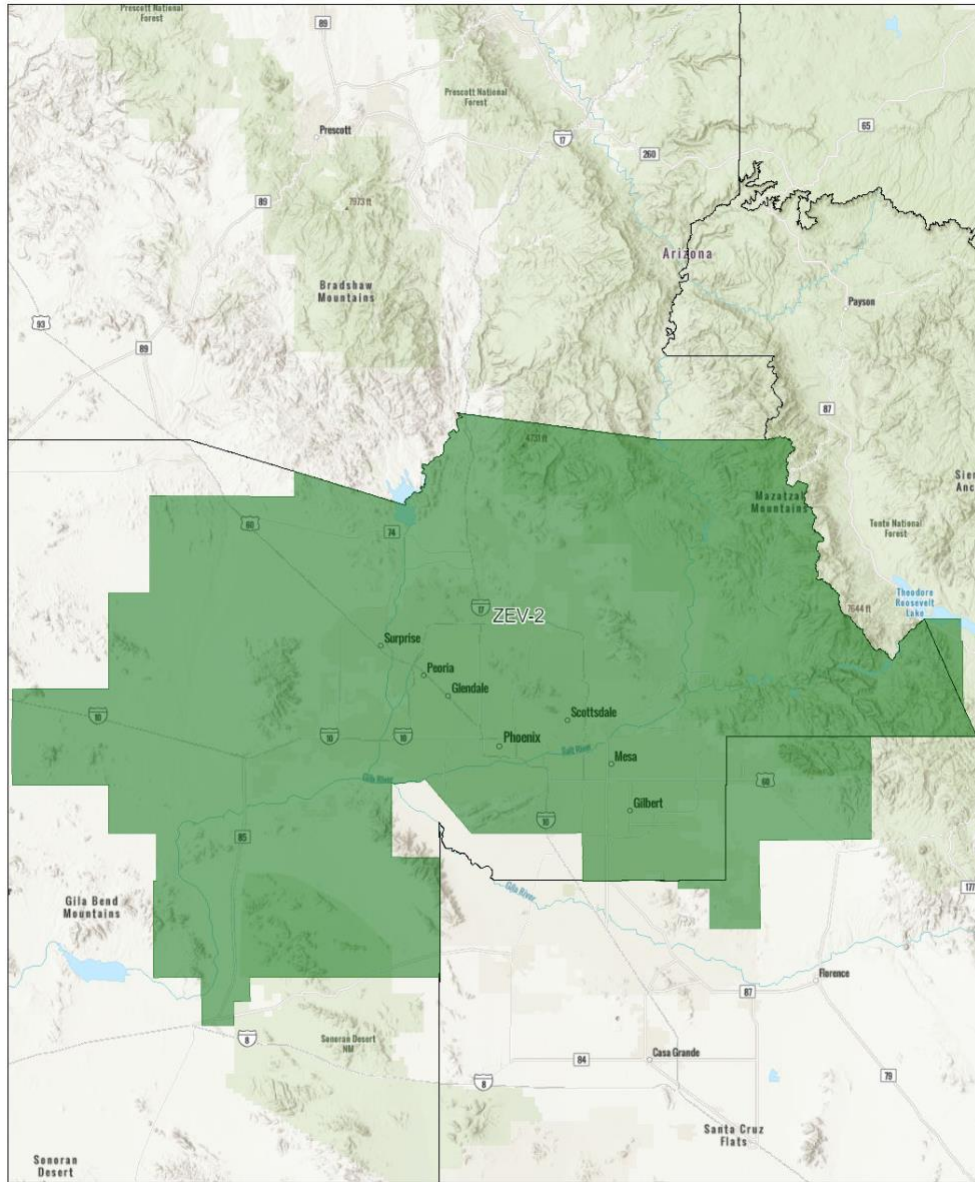 Prescott National
Forest
89
Prescott National
Forest
Prescott
17
65
260
89
7973 ft
Arizona
Bradshaw
Mountains
Payson
93
89
87
4731 ft
Sier
Anc
Mazatzal
Mountains
60
74
Tonto National
Forest
Theodore
Roosevelt
Lake
7644 ft
17
ZEV-2
Surprise
Peoria
Glendale
10
Scottsdale
10
10
Phoenix
Salt River
Mesa
Gila River
60
Gilbert
10
85
Gila Bend
Mountains
Gila River
177
Florence
87
8
Sonoran Desert
NM
84
Casa Grande
8
79
Santa Cruz
Flats
Sonoran
Desert